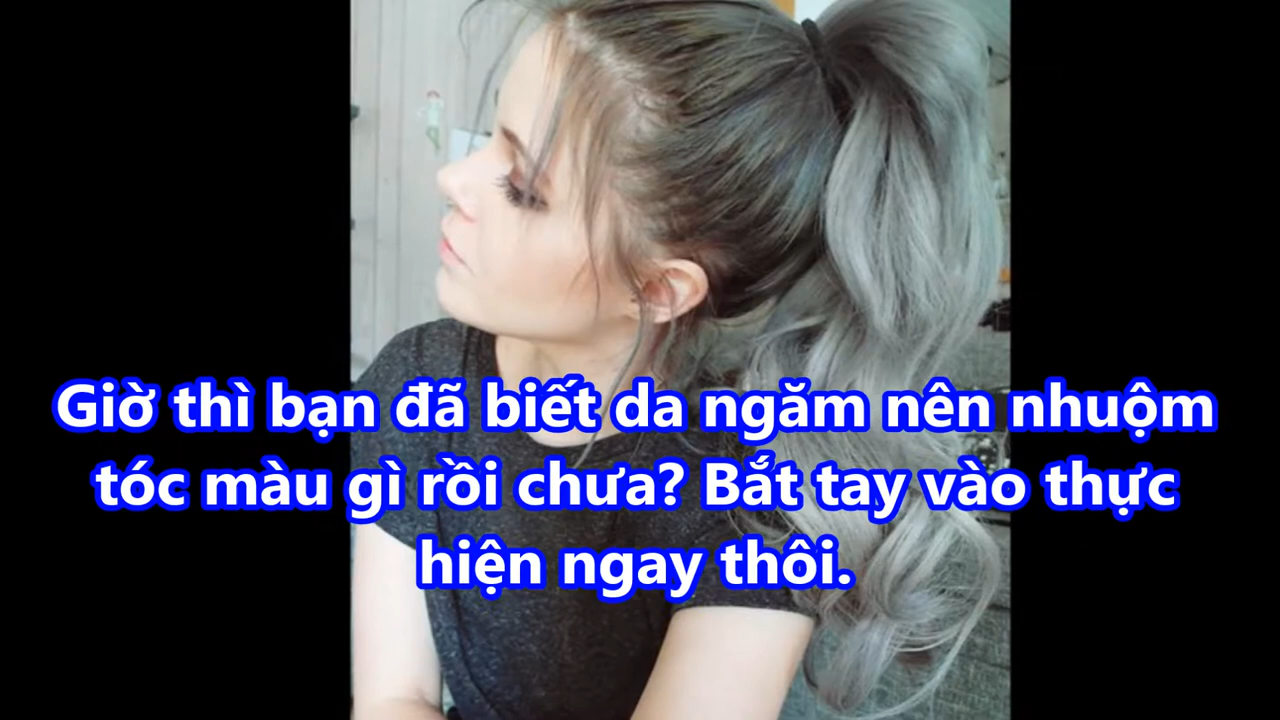 Giờ thì bạn đã biết da ngăm nên nhuộm
tóc màu gì rồi chưa? Bắt tay vào thực
hiện ngay thôi.